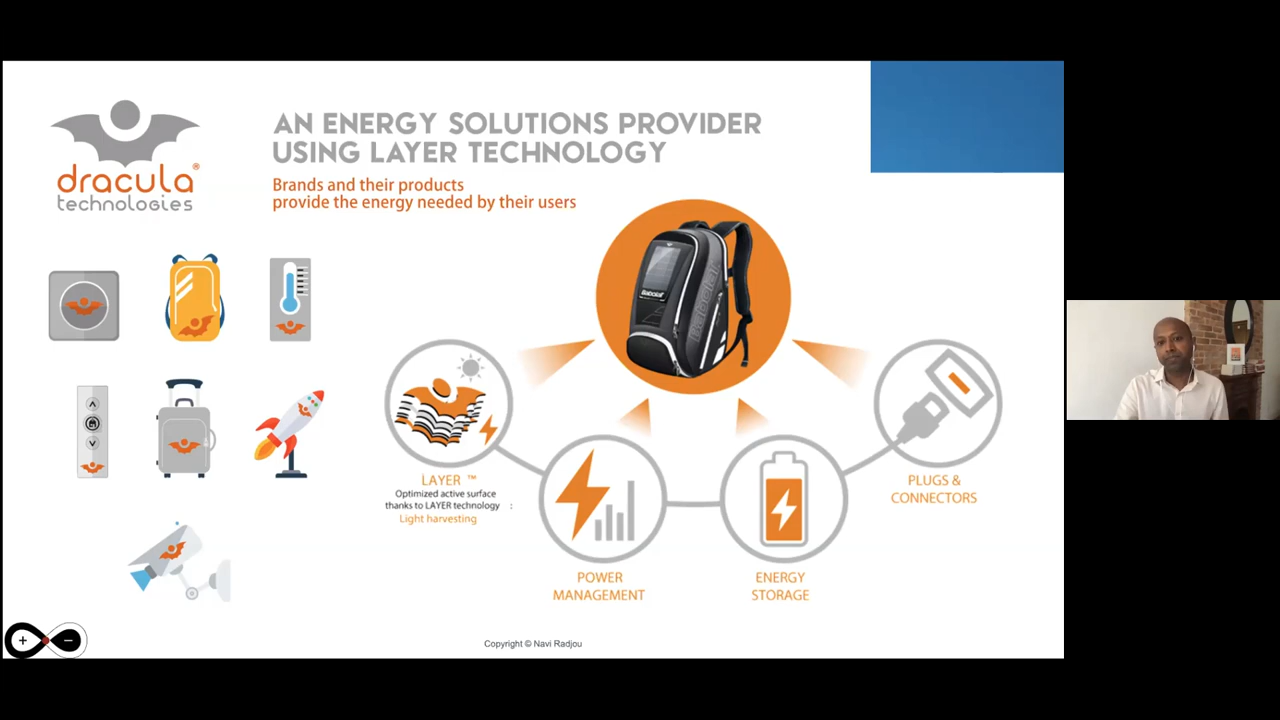 dracula®
technologies
AN ENERGY SOLUTIONS PROVIDER
USING LAYER TECHNOLOGY
Brands and their products
provide the energy needed by their users
Babolat
Babolat
LAYER ™
Optimized active surface
thanks to LAYER technology :
Light harvesting
POWER
MANAGEMENT
ENERGY
STORAGE
PLUGS &
CONNECTORS
+ −
Copyright © Navi Radjou